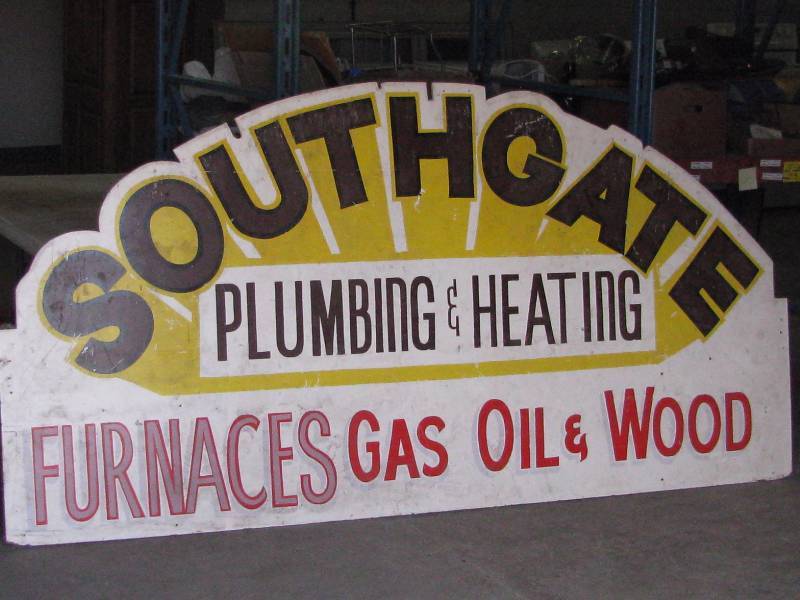 SOUTHGATE
PLUMBING & HEATING
FURNACES GAS OIL & WOOD